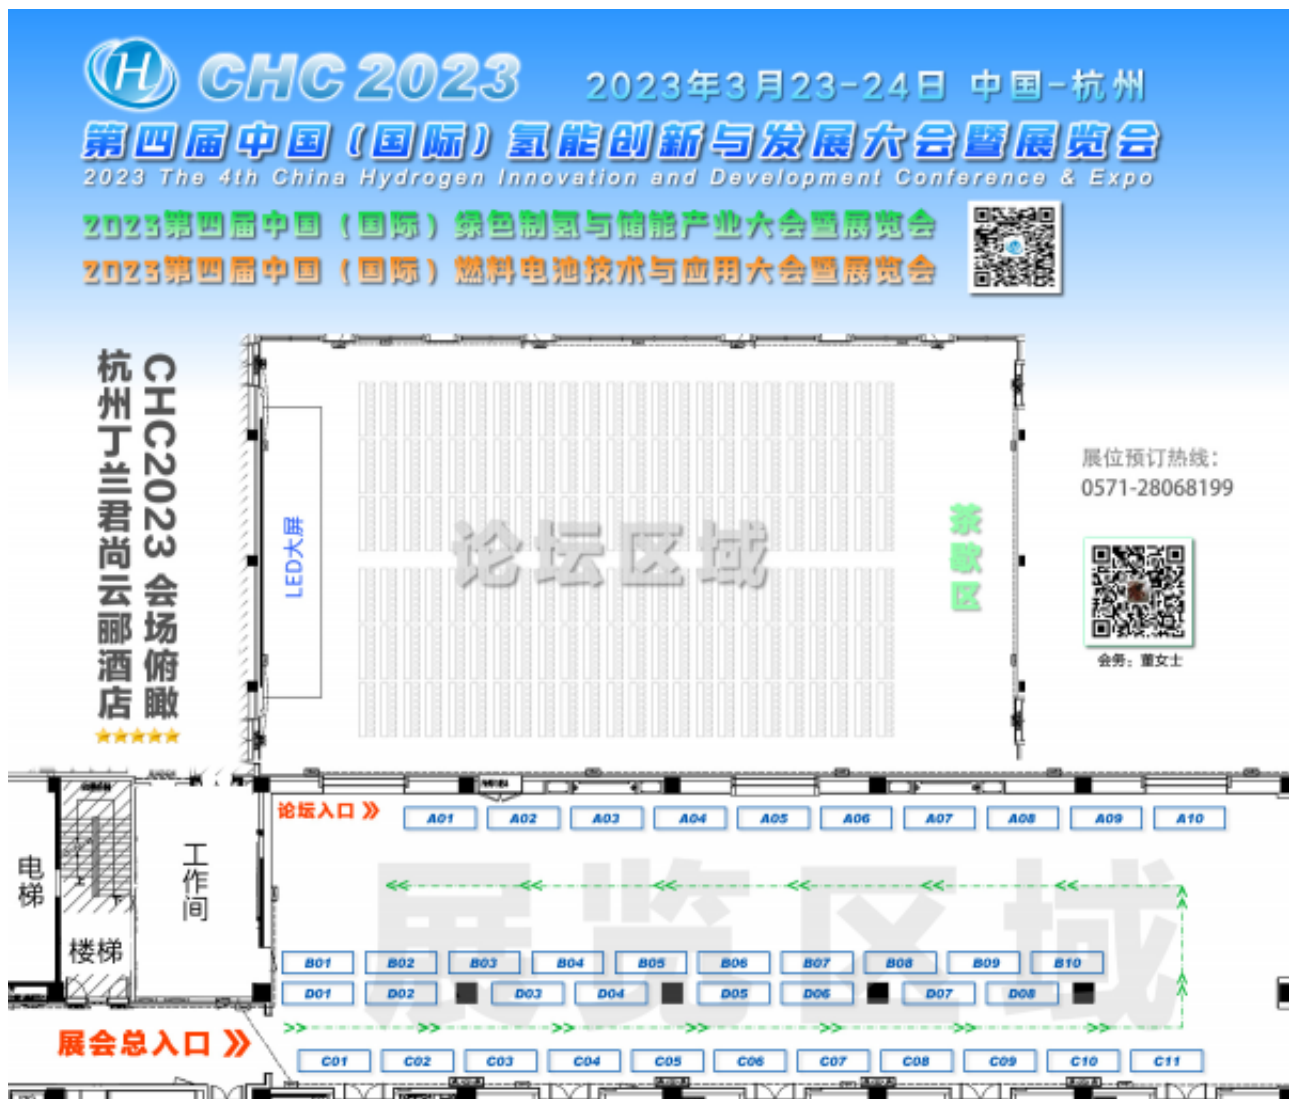 CHC 2023
2023年3月23-24日 中国-杭州
第四届中国（国际）氢能创新与发展大会暨展览会
2023 The 4th China Hydrogen Innovation and Development Conference & Expo
2023第四届中国（国际）绿色制氢与储能产业大会暨展览会
2023第四届中国（国际）燃料电池技术与应用大会暨展览会
CHC2023 会场俯瞰
杭州丁兰君尚云郦酒店
LED大屏
论坛区域
茶歇区
展位预订热线：
0571-28068199
会务：董女士
论坛入口
A01 A02 A03 A04 A05 A06 A07 A08 A09 A10
电梯
楼梯
上
下
工作间
展览区域
B01 B02 B03 B04 B05 B06 B07 B08 B09 B10
D01 D02 D03 D04 D05 D06 D07 D08
展会总入口
C01 C02 C03 C04 C05 C06 C07 C08 C09 C10 C11